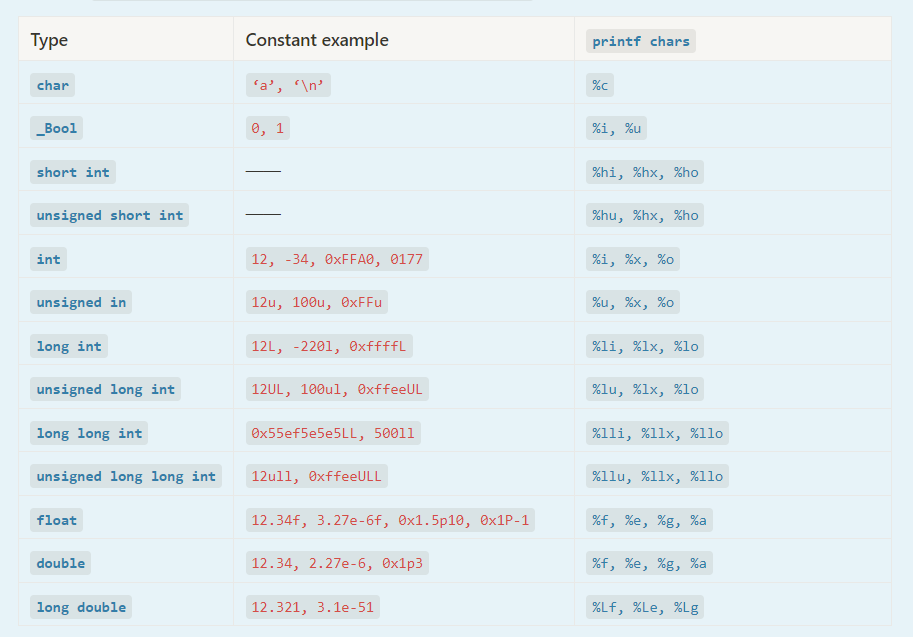 Type Constant example printf chars
char ‘a’, ‘\n’ %c
_Bool 0, 1 %i, %u
short int —— %hi, %hx, %ho
unsigned short int —— %hu, %hx, %ho
int 12, -34, 0xFFA0, 0177 %i, %x, %o
unsigned in 12u, 100u, 0xFFu %u, %x, %o
long int 12L, -220l, 0xffffL %li, %lx, %lo
unsigned long int 12UL, 100ul, 0xffeeUL %lu, %lx, %lo
long long int 0x55ef5e5e5LL, 500ll %lli, %llx, %llo
unsigned long long int 12ull, 0xffeeULL %llu, %llx, %llo
float 12.34f, 3.27e-6f, 0x1.5p10, 0x1P-1 %f, %e, %g, %a
double 12.34, 2.27e-6, 0x1p3 %f, %e, %g, %a
long double 12.321, 3.1e-51 %Lf, %Le, %Lg